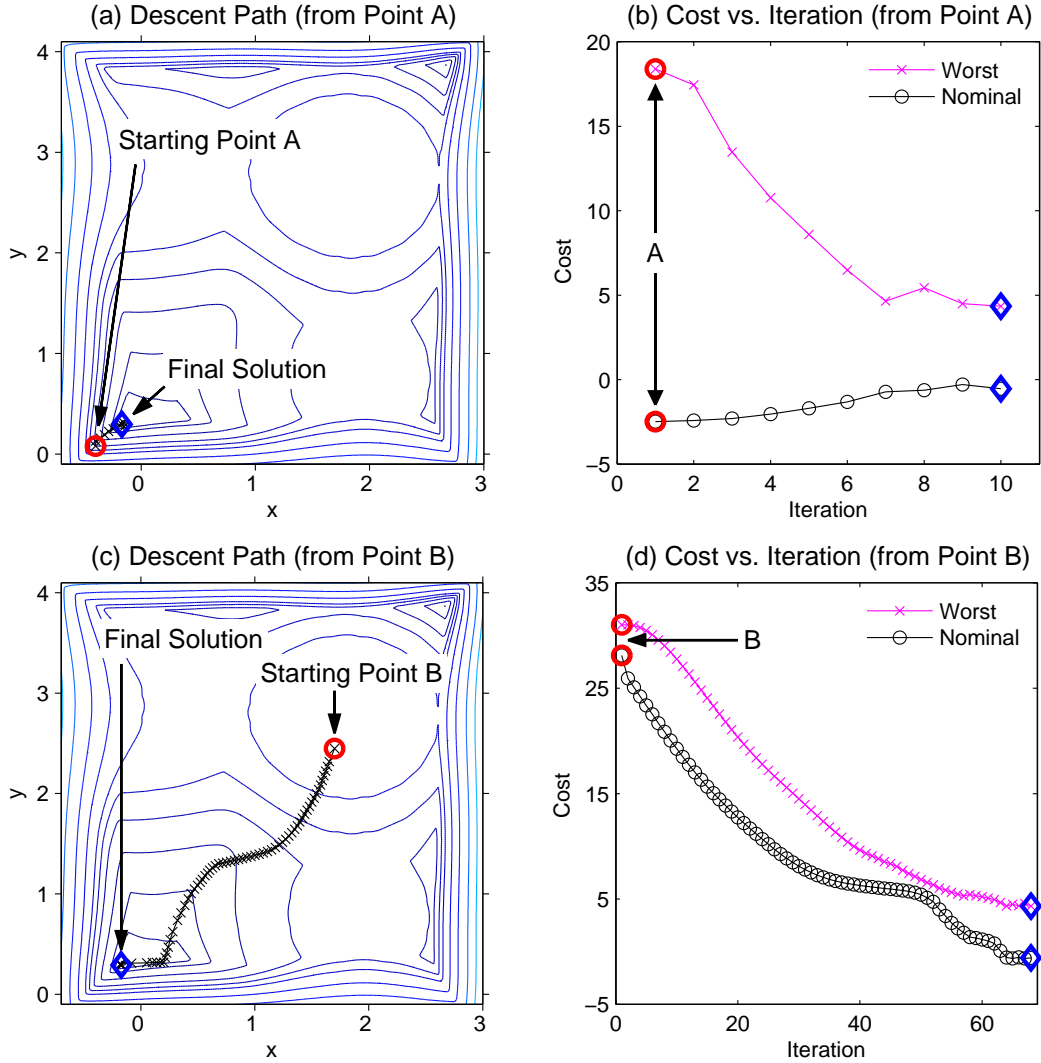 (a) Descent Path (from Point A)
4
3
2
1
0
y
Starting Point A
Final Solution
0
1
2
3
x
(b) Cost vs. Iteration (from Point A)
20
15
10
5
0
−5
Cost
Worst
Nominal
A
0
2
4
6
8
10
Iteration
(c) Descent Path (from Point B)
4
3
2
1
0
y
Final Solution
Starting Point B
0
1
2
3
x
(d) Cost vs. Iteration (from Point B)
35
25
15
5
−5
Cost
Worst
Nominal
B
0
20
40
60
Iteration